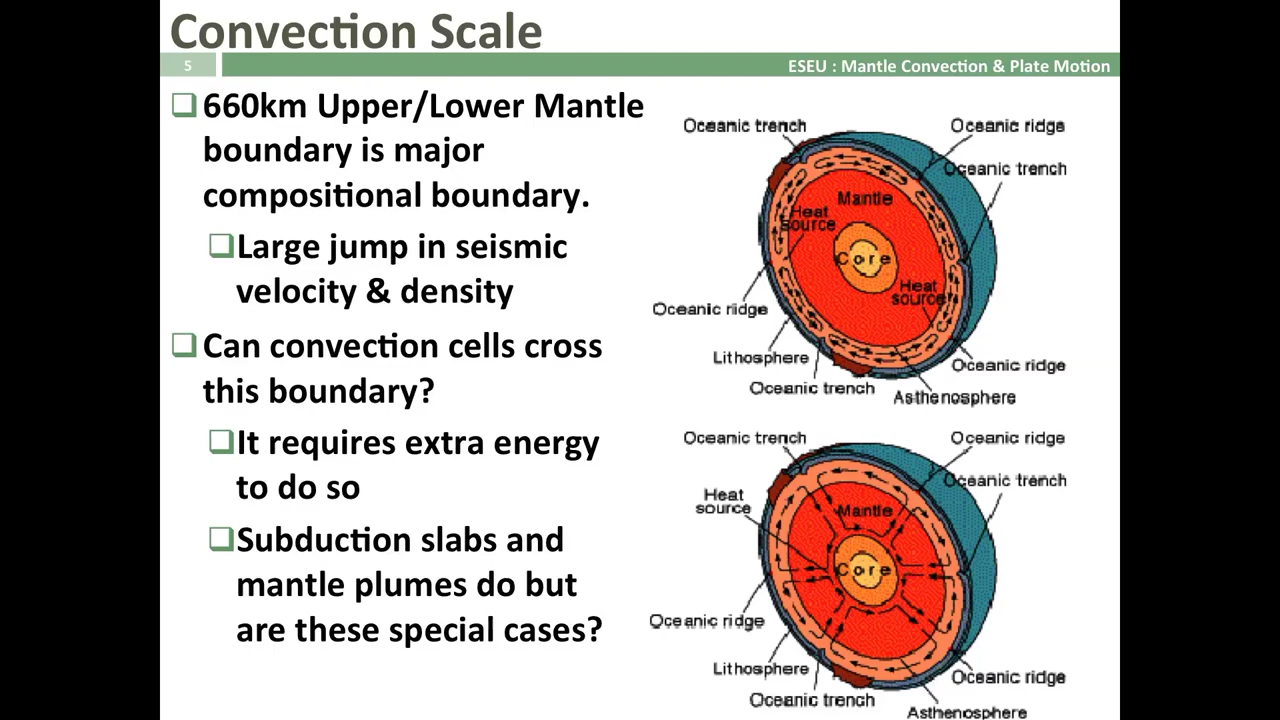 Convection Scale
5
ESEU : Mantle Convection & Plate Motion
660km Upper/Lower Mantle
boundary is major
compositional boundary.
Large jump in seismic
velocity & density
Can convection cells cross
this boundary?
It requires extra energy
to do so
Subduction slabs and
mantle plumes do but
are these special cases?
Oceanic trench
Oceanic ridge
Oceanic trench
Mantle
Heat
source
Core
Heat
source
Oceanic ridge
Lithosphere
Oceanic ridge
Oceanic trench
Asthenosphere
Oceanic trench
Oceanic ridge
Oceanic trench
Heat
source
Mantle
Core
Oceanic ridge
Lithosphere
Oceanic ridge
Oceanic trench
Asthenosphere